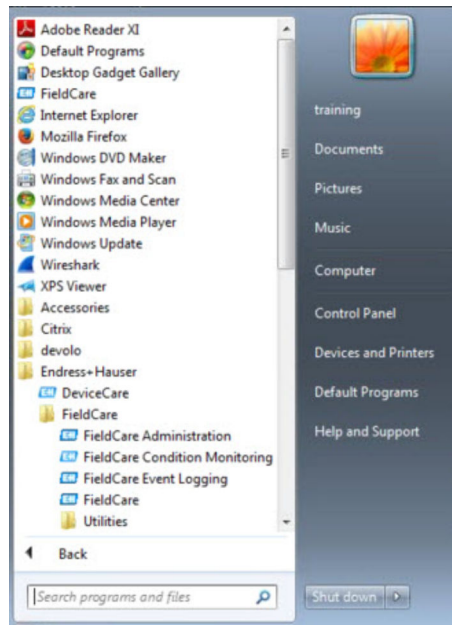 Adobe Reader XI
Default Programs
Desktop Gadget Gallery
FieldCare
Internet Explorer
Mozilla Firefox
Windows DVD Maker
Windows Fax and Scan
Windows Media Center
Windows Media Player
Windows Update
Wireshark
XPS Viewer
Accessories
Citrix
devolo
Endress+Hauser
DeviceCare
FieldCare
FieldCare Administration
FieldCare Condition Monitoring
FieldCare Event Logging
FieldCare
Utilities
Back
Search programs and files
training
Documents
Pictures
Music
Computer
Control Panel
Devices and Printers
Default Programs
Help and Support
Shut down